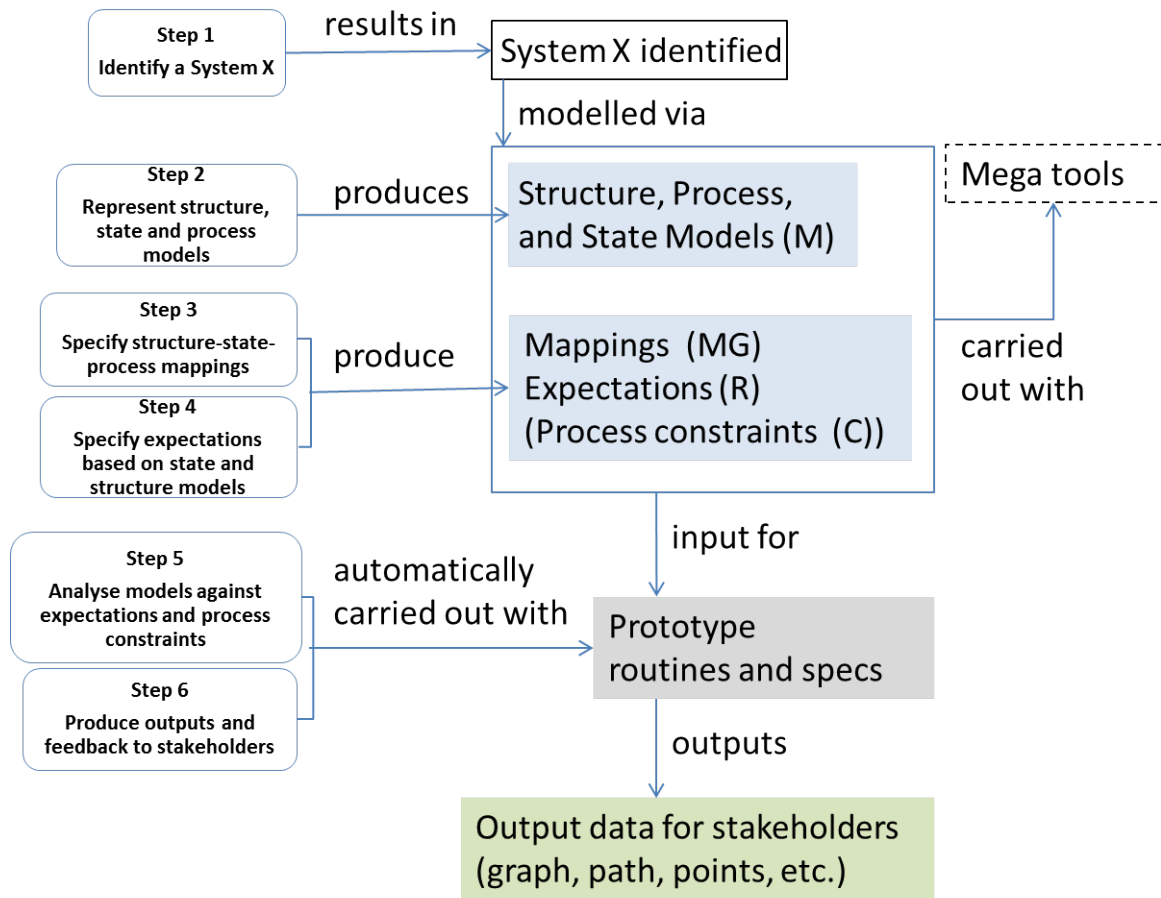 Step 1
Identify a System X
results in
System X identified
modelled via
Step 2
Represent structure,
state and process
models
produces
Structure, Process,
and State Models (M)
Mega tools
Step 3
Specify structure-state-
process mappings
Step 4
Specify expectations
based on state and
structure models
produce
Mappings (MG)
Expectations (R)
(Process constraints (C))
carried
out with
input for
Step 5
Analyse models against
expectations and process
constraints
Step 6
Produce outputs and
feedback to stakeholders
automatically
carried out with
Prototype
routines and specs
outputs
Output data for stakeholders
(graph, path, points, etc.)